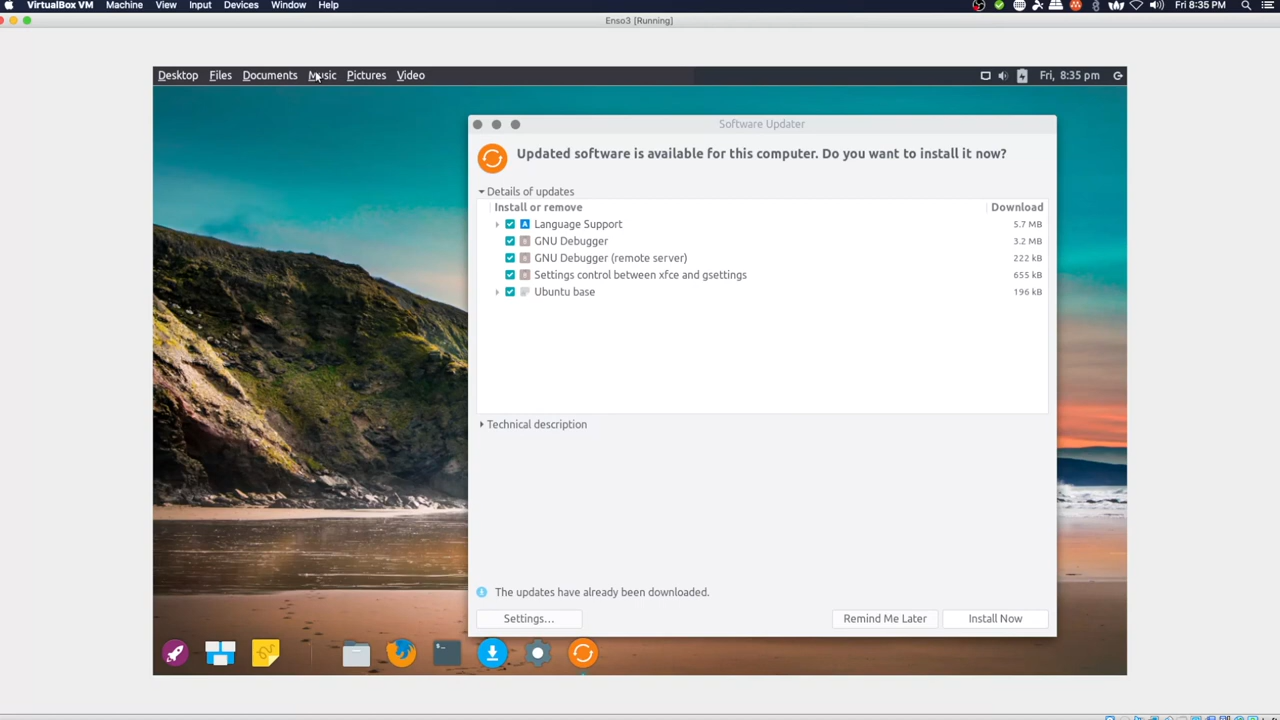 VirtualBox VM Machine View Input Devices Window Help Fri 8:35 PM
Enso3 [Running]
Desktop Files Documents Music Pictures Video Fri, 8:35 pm
Software Updater
Updated software is available for this computer. Do you want to install it now?
Details of updates
Install or remove Download
Language Support 5.7 MB
GNU Debugger 3.2 MB
GNU Debugger (remote server) 222 kB
Settings control between xfce and gsettings 655 kB
Ubuntu base 196 kB
Technical description
The updates have already been downloaded.
Settings... Remind Me Later Install Now